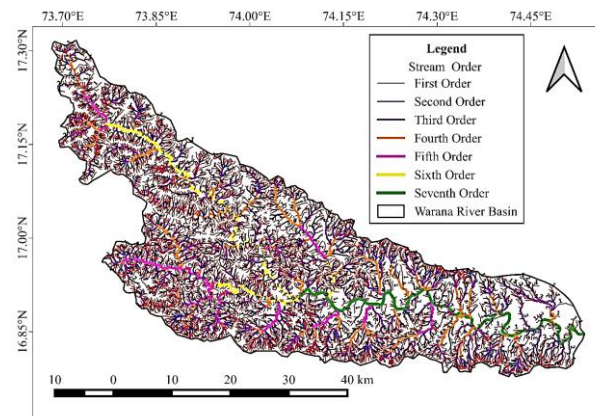 73.70°E 73.85°E 74.00°E 74.15°E 74.30°E 74.45°E
17.30°N
17.15°N
17.00°N
16.85°N
Legend
Stream Order
First Order
Second Order
Third Order
Fourth Order
Fifth Order
Sixth Order
Seventh Order
Warana River Basin
10 0 10 20 30 40 km